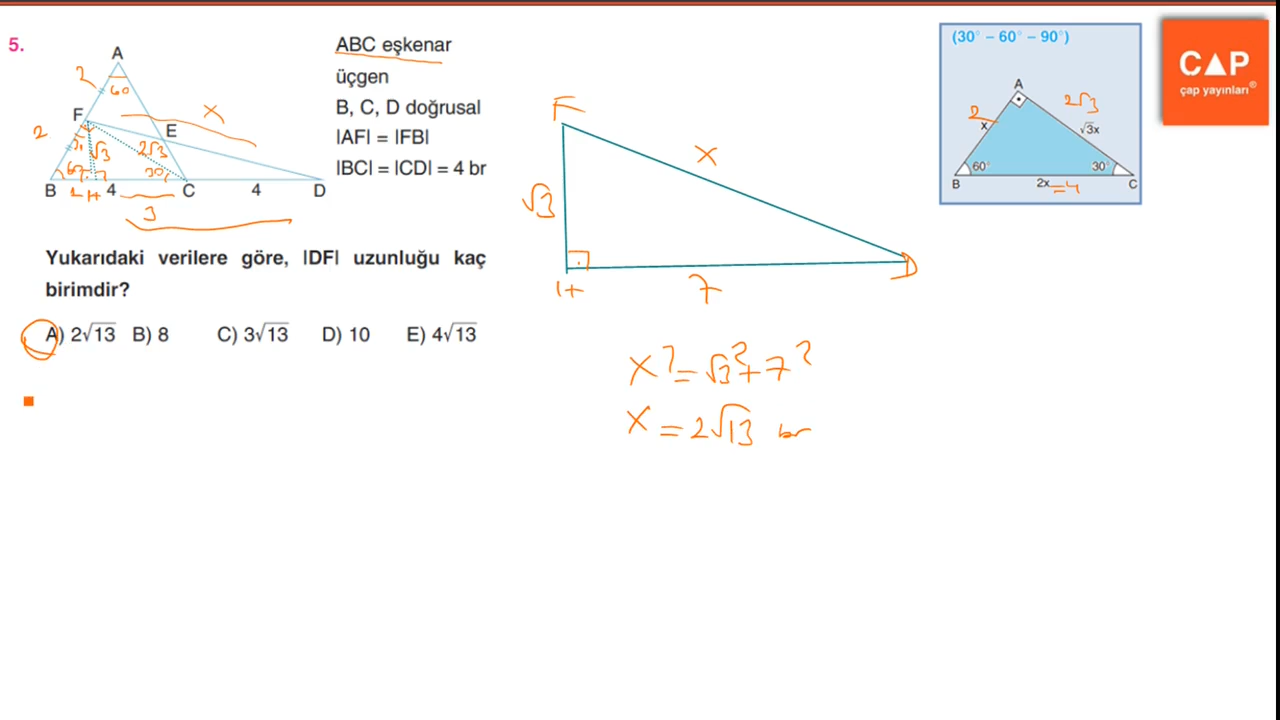 5.
A
2
60
F
x
2
E
√3
2√3
30°
B
1
H
4
C
4
D
3
ABC eşkenar
üçgen
B, C, D doğrusal
|AF| = |FB|
|BC| = |CD| = 4 br
Yukarıdaki verilere göre, |DF| uzunluğu kaç
birimdir?
A) 2√13 B) 8 C) 3√13 D) 10 E) 4√13
F
x
√3
H
7
D
x² = √3² + 7²
x = 2√13 br
(30° – 60° – 90°)
A
2
2√3
x
√3x
60°
30°
B
2x = 4
C
CAP
çap yayınları®